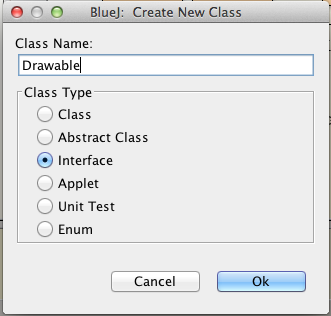 BlueJ: Create New Class
Class Name:
Drawable
Class Type
Class
Abstract Class
Interface
Applet
Unit Test
Enum
Cancel Ok